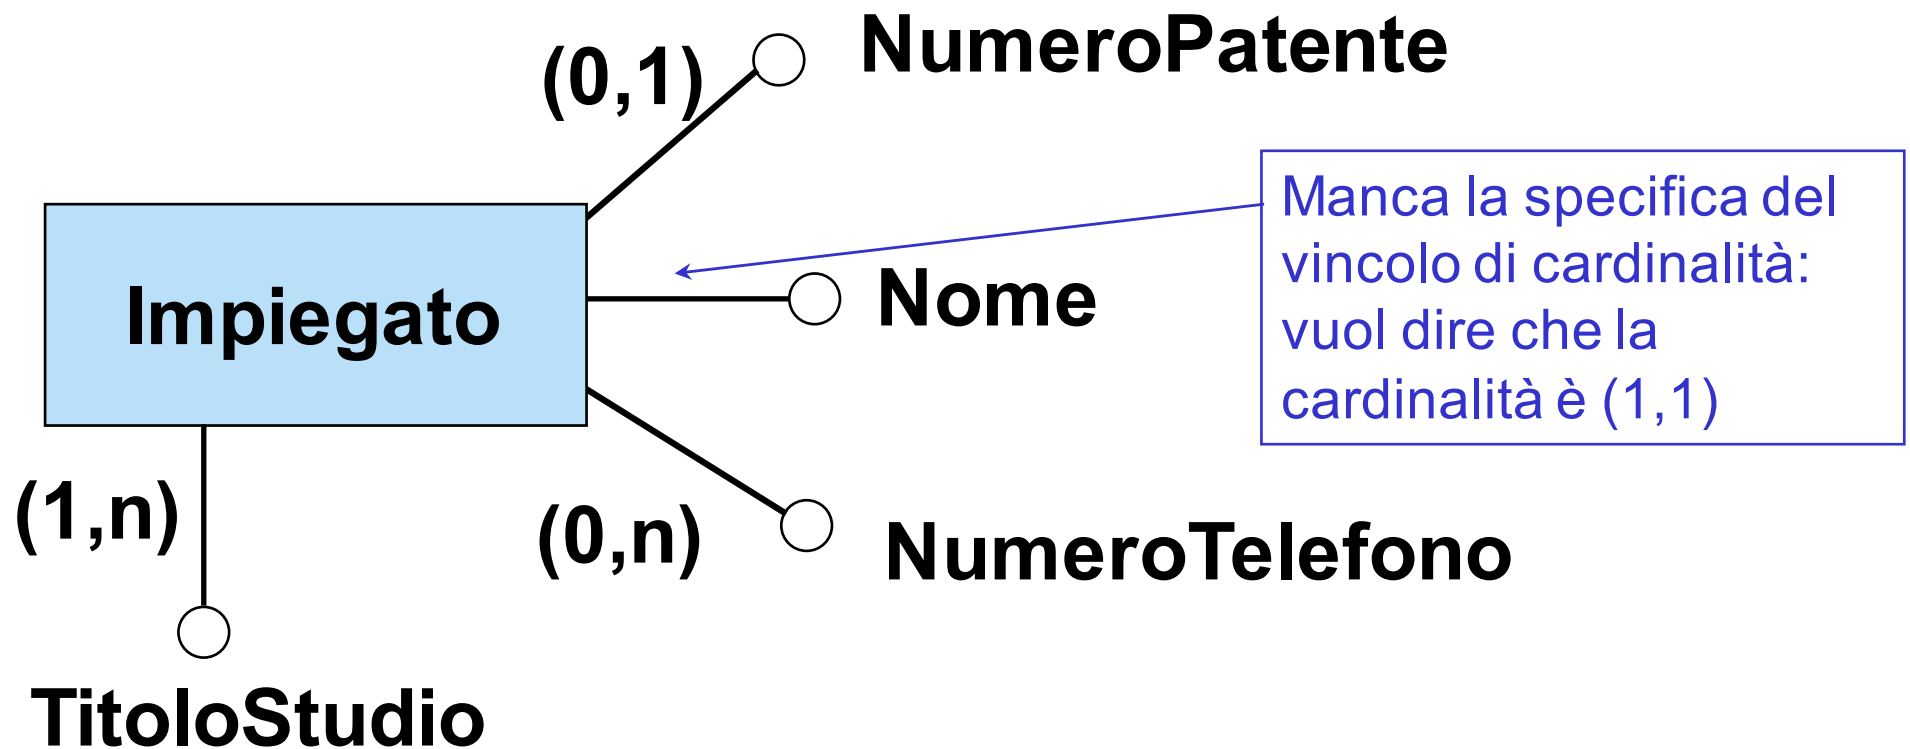 (0,1)
NumeroPatente
Impiegato
Nome
Manca la specifica del
vincolo di cardinalità:
vuol dire che la
cardinalità è (1,1)
(1,n)
(0,n)
NumeroTelefono
TitoloStudio